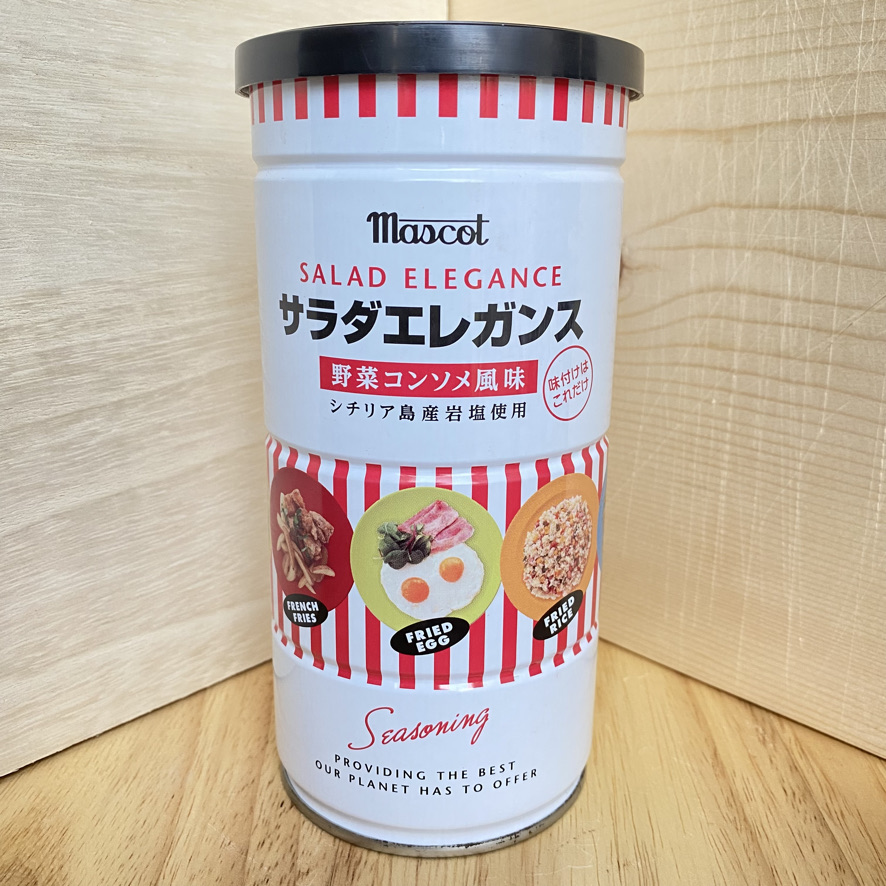 mascot
SALAD ELEGANCE
サラダエレガンス
野菜コンソメ風味
味付けは
これだけ
シチリア島産岩塩使用
FRENCH
FRIES
FRIED
EGG
FRIED
RICE
Seasoning
PROVIDING THE BEST
OUR PLANET HAS TO OFFER